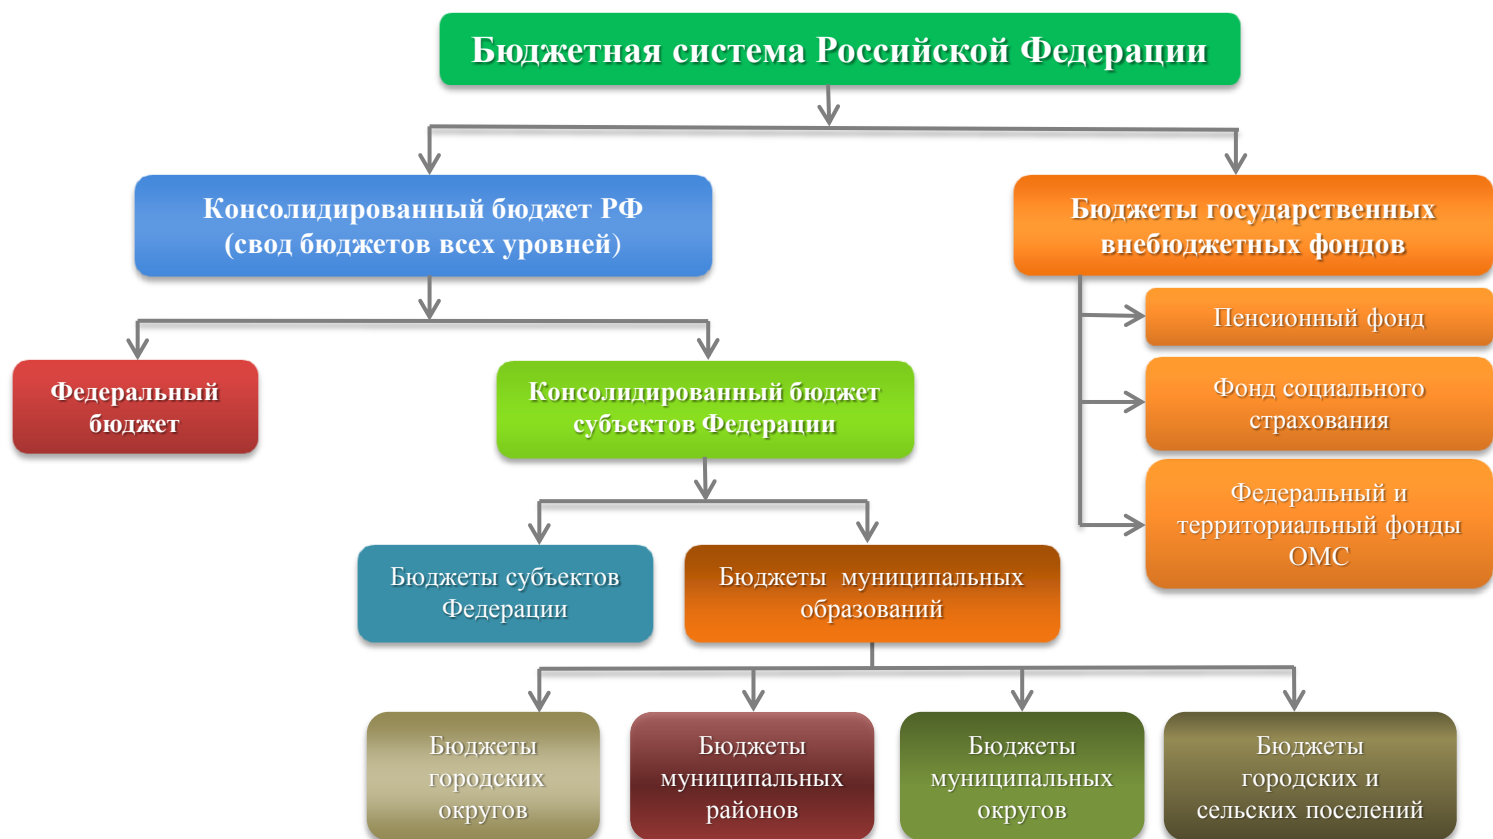 Бюджетная система Российской Федерации
Консолидированный бюджет РФ
(свод бюджетов всех уровней)
Бюджеты государственных
внебюджетных фондов
Пенсионный фонд
Фонд социального
страхования
Федеральный и
территориальный фонды
ОМС
Федеральный
бюджет
Консолидированный бюджет
субъектов Федерации
Бюджеты субъектов
Федерации
Бюджеты муниципальных
образований
Бюджеты
городских
округов
Бюджеты
муниципальных
районов
Бюджеты
муниципальных
округов
Бюджеты
городских и
сельских поселений